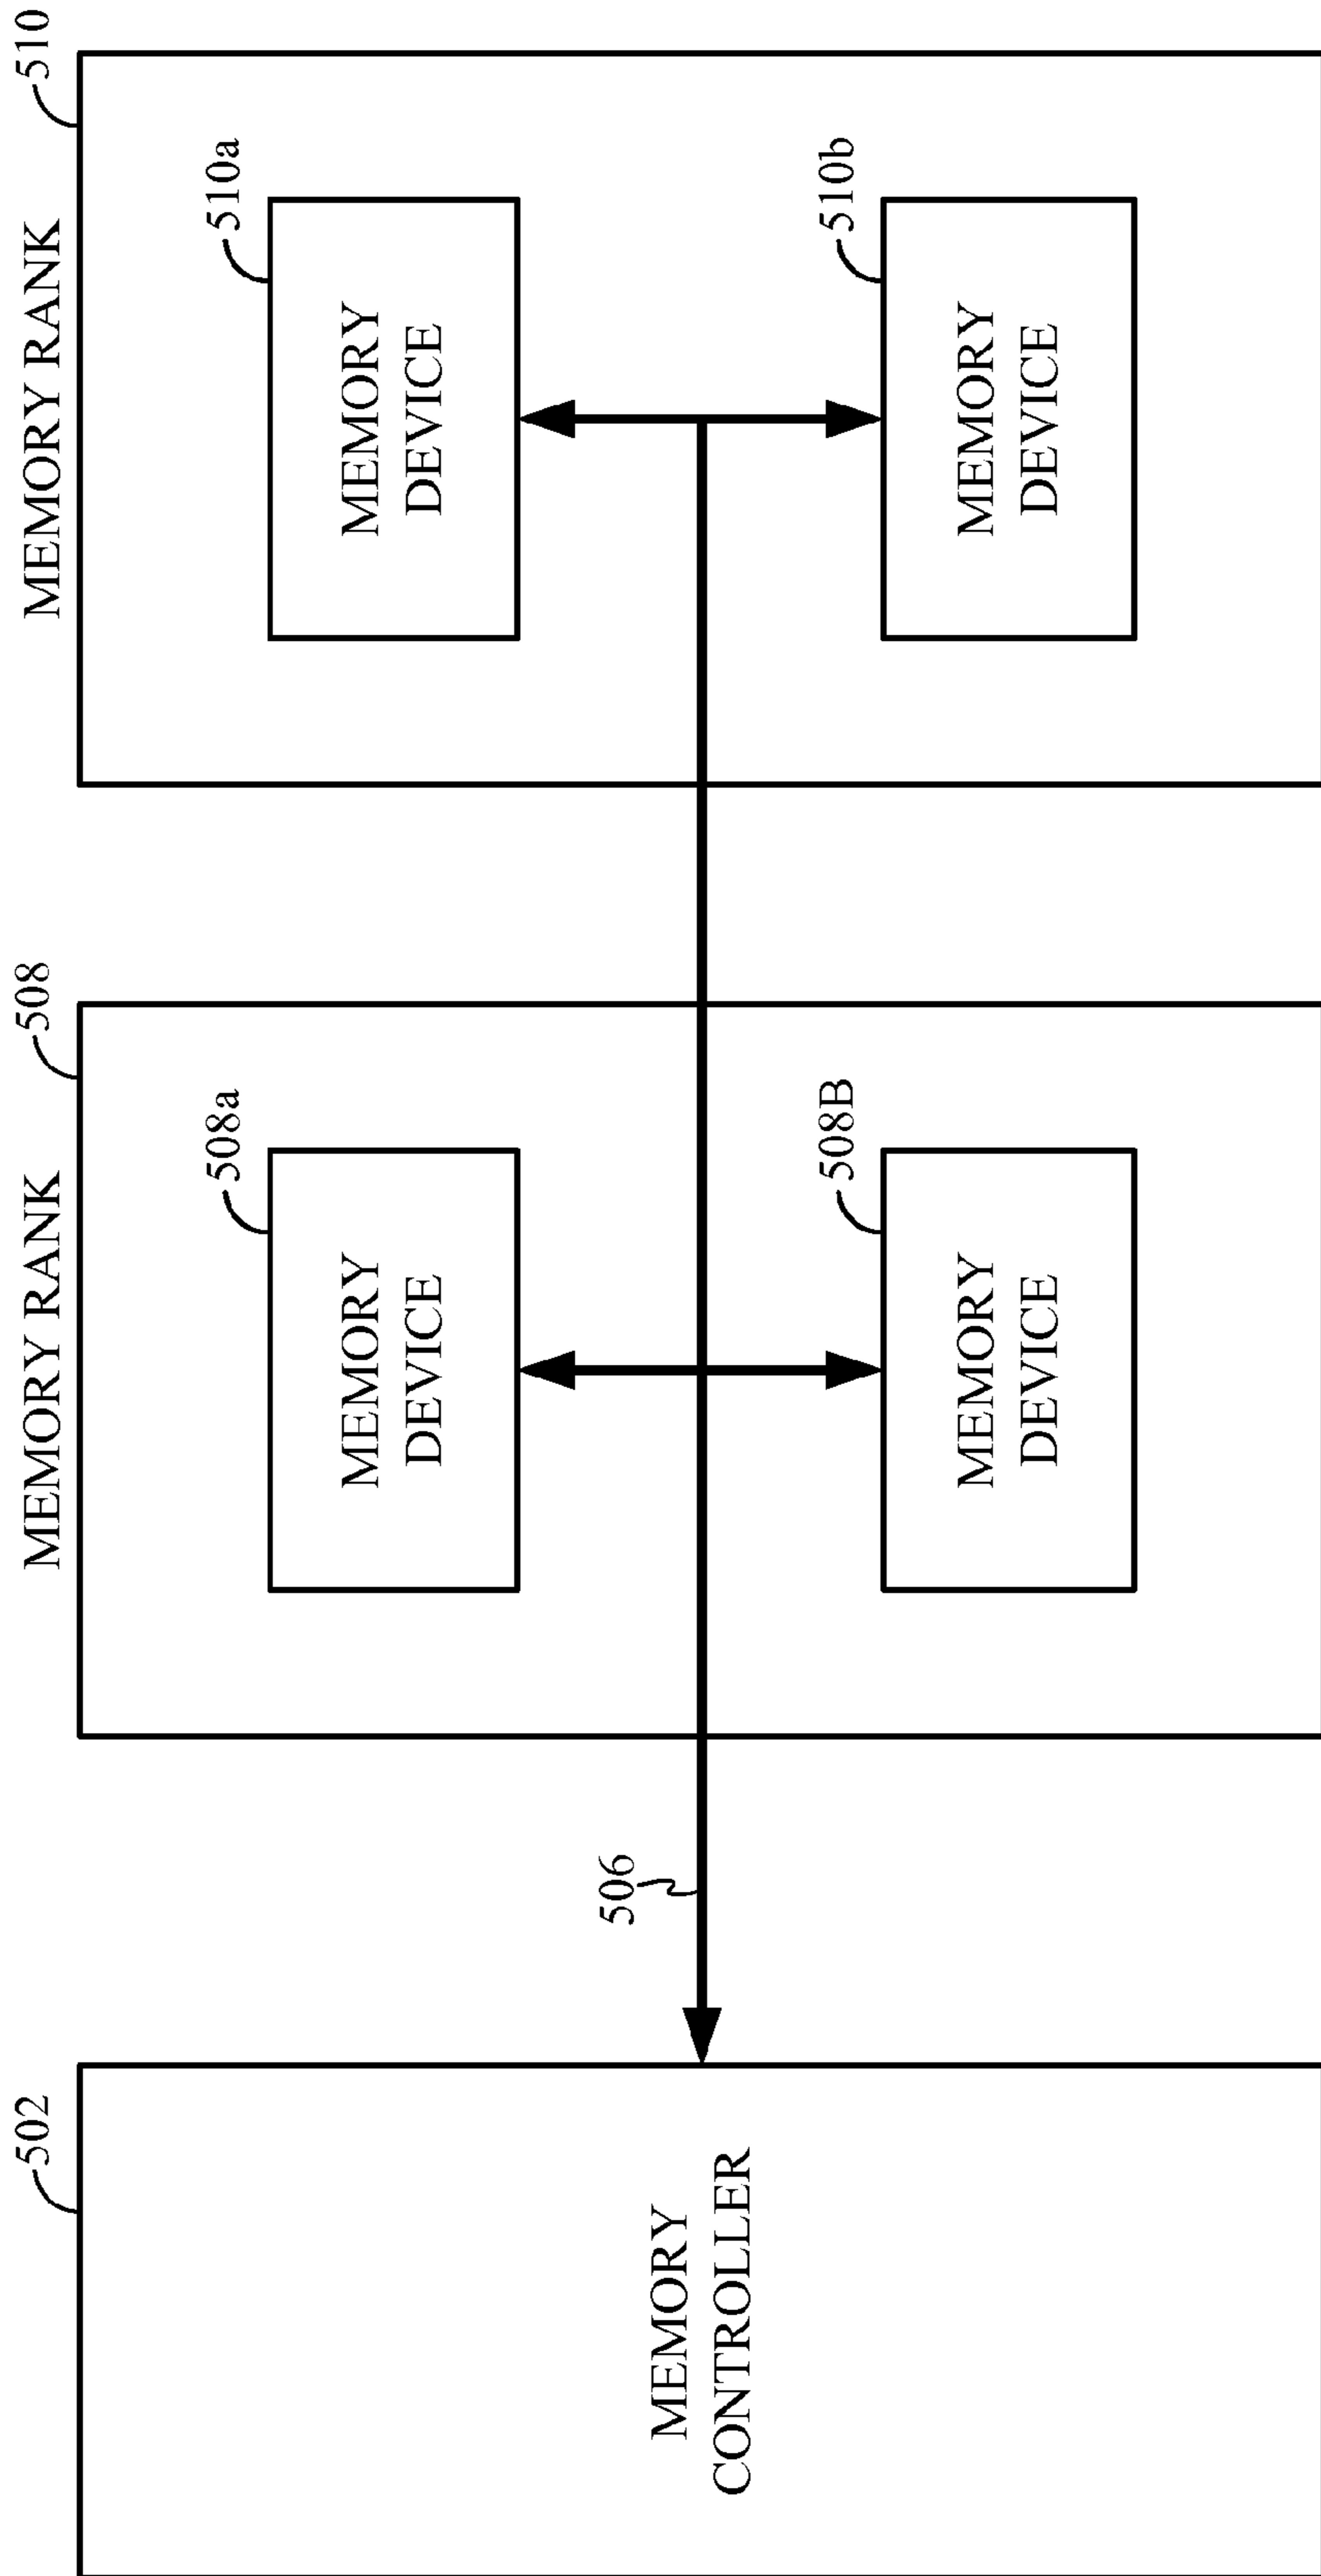 502
MEMORY
CONTROLLER
506
508
MEMORY RANK
508a
MEMORY
DEVICE
508B
MEMORY
DEVICE
510
MEMORY RANK
510a
MEMORY
DEVICE
510b
MEMORY
DEVICE